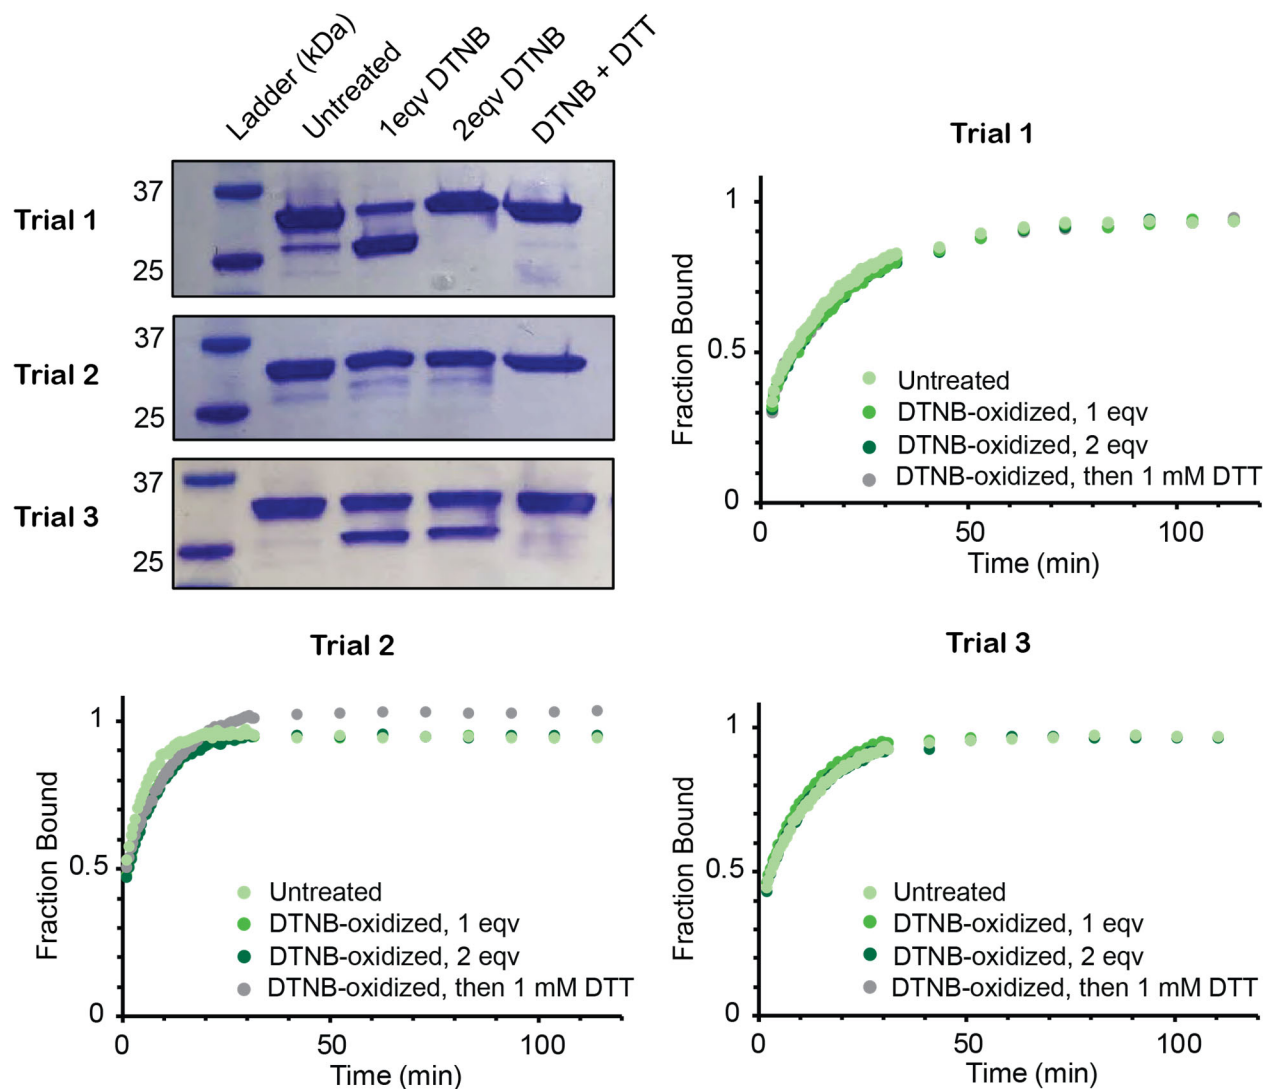 Ladder (kDa)
Untreated
1eqv DTNB
2eqv DTNB
DTNB + DTT
Trial 1
37
25
Trial 2
37
25
Trial 3
37
25
Trial 1
Fraction Bound
1
0.5
0
Untreated
DTNB-oxidized, 1 eqv
DTNB-oxidized, 2 eqv
DTNB-oxidized, then 1 mM DTT
0 50 100
Time (min)
Trial 2
Fraction Bound
1
0.5
0
Untreated
DTNB-oxidized, 1 eqv
DTNB-oxidized, 2 eqv
DTNB-oxidized, then 1 mM DTT
0 50 100
Time (min)
Trial 3
Fraction Bound
1
0.5
0
Untreated
DTNB-oxidized, 1 eqv
DTNB-oxidized, 2 eqv
DTNB-oxidized, then 1 mM DTT
0 50 100
Time (min)